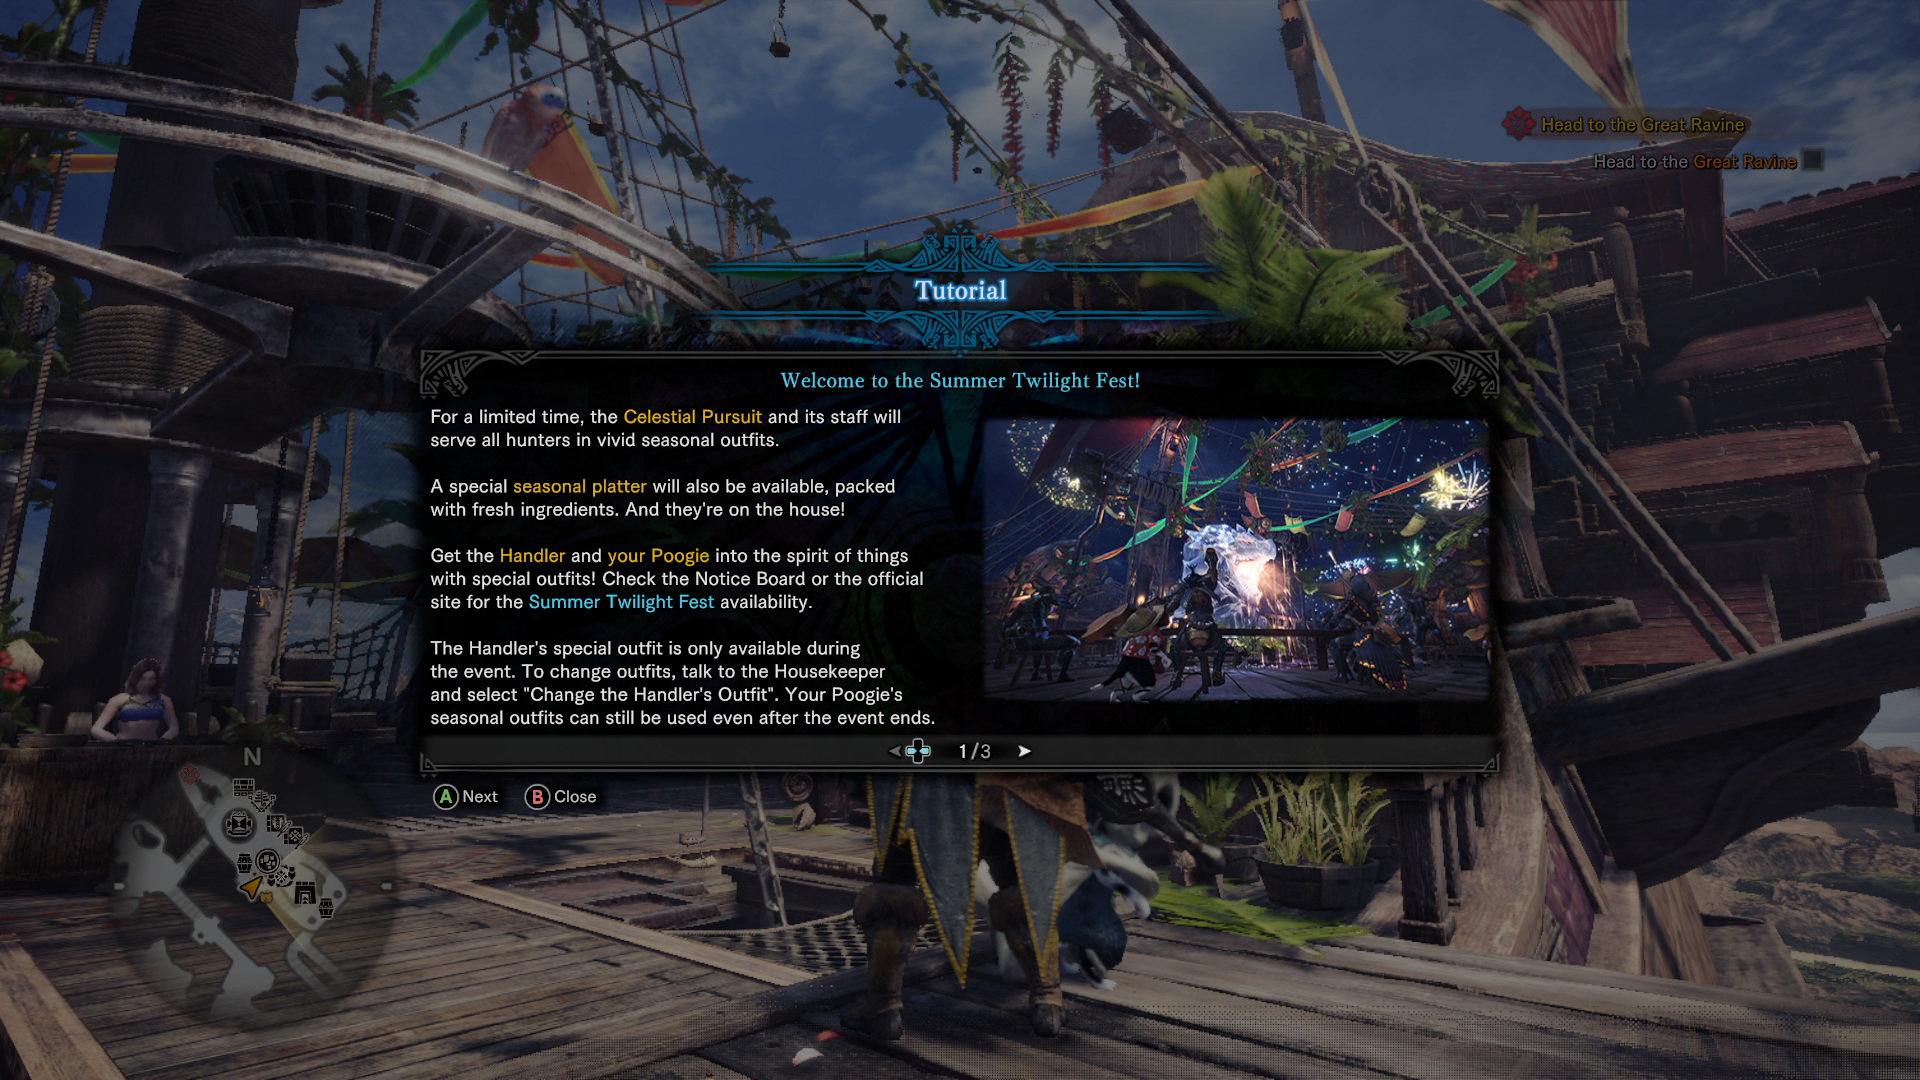 Head to the Great Ravine
Head to the Great Ravine
Tutorial
Welcome to the Summer Twilight Fest!
For a limited time, the Celestial Pursuit and its staff will
serve all hunters in vivid seasonal outfits.
A special seasonal platter will also be available, packed
with fresh ingredients. And they're on the house!
Get the Handler and your Poogie into the spirit of things
with special outfits! Check the Notice Board or the official
site for the Summer Twilight Fest availability.
The Handler's special outfit is only available during
the event. To change outfits, talk to the Housekeeper
and select "Change the Handler's Outfit". Your Poogie's
seasonal outfits can still be used even after the event ends.
1/3
A Next B Close
N